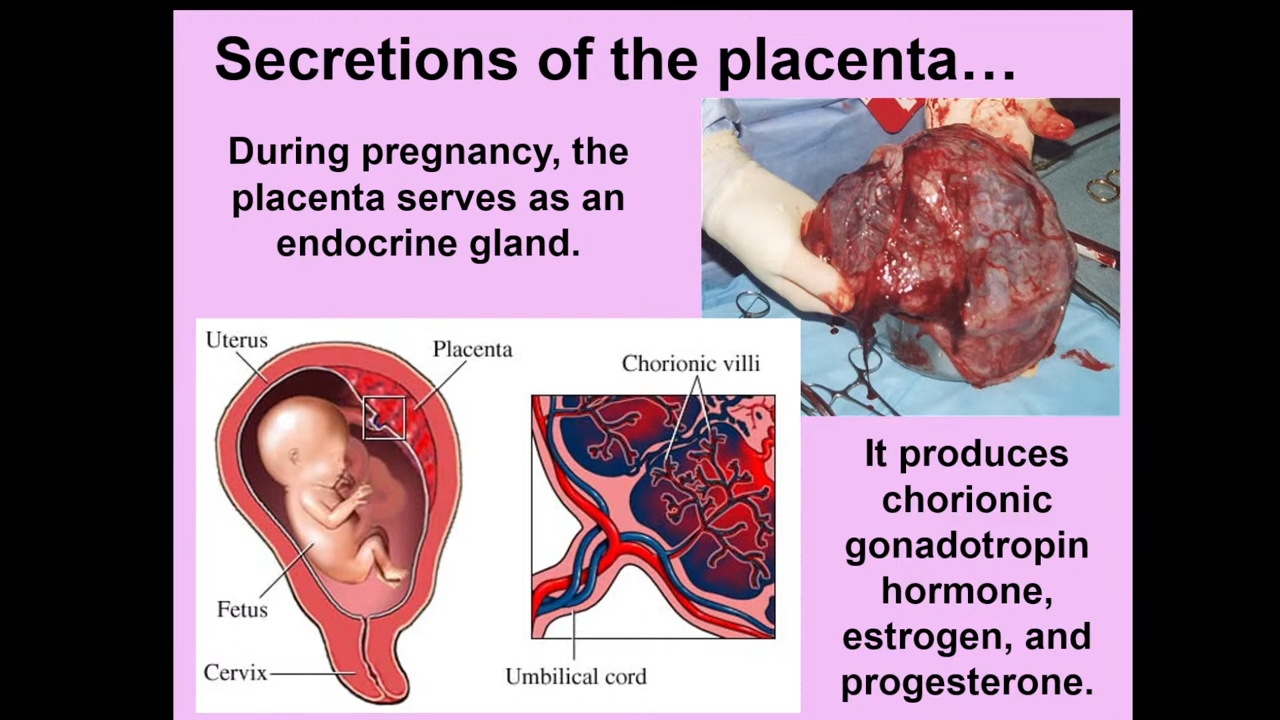 Secretions of the placenta…
During pregnancy, the
placenta serves as an
endocrine gland.
Uterus
Placenta
Chorionic villi
Fetus
Cervix
Umbilical cord
It produces
chorionic
gonadotropin
hormone,
estrogen, and
progesterone.